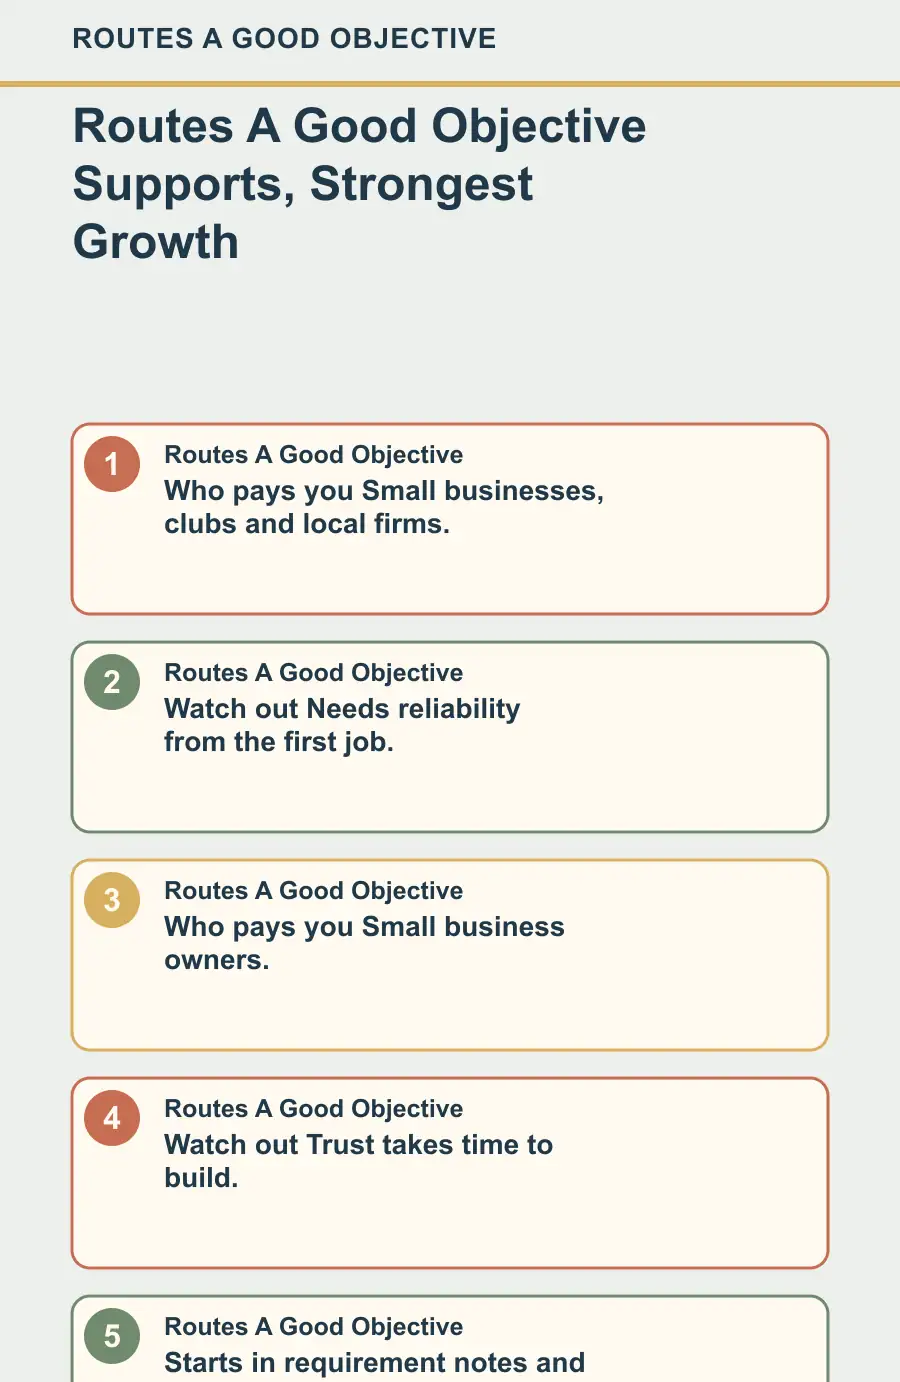 ROUTES A GOOD OBJECTIVE
Routes A Good Objective
Supports, Strongest
Growth
1
Routes A Good Objective
Who pays you Small businesses,
clubs and local firms.
2
Routes A Good Objective
Watch out Needs reliability
from the first job.
3
Routes A Good Objective
Who pays you Small business
owners.
4
Routes A Good Objective
Watch out Trust takes time to
build.
5
Routes A Good Objective
Starts in requirement notes and